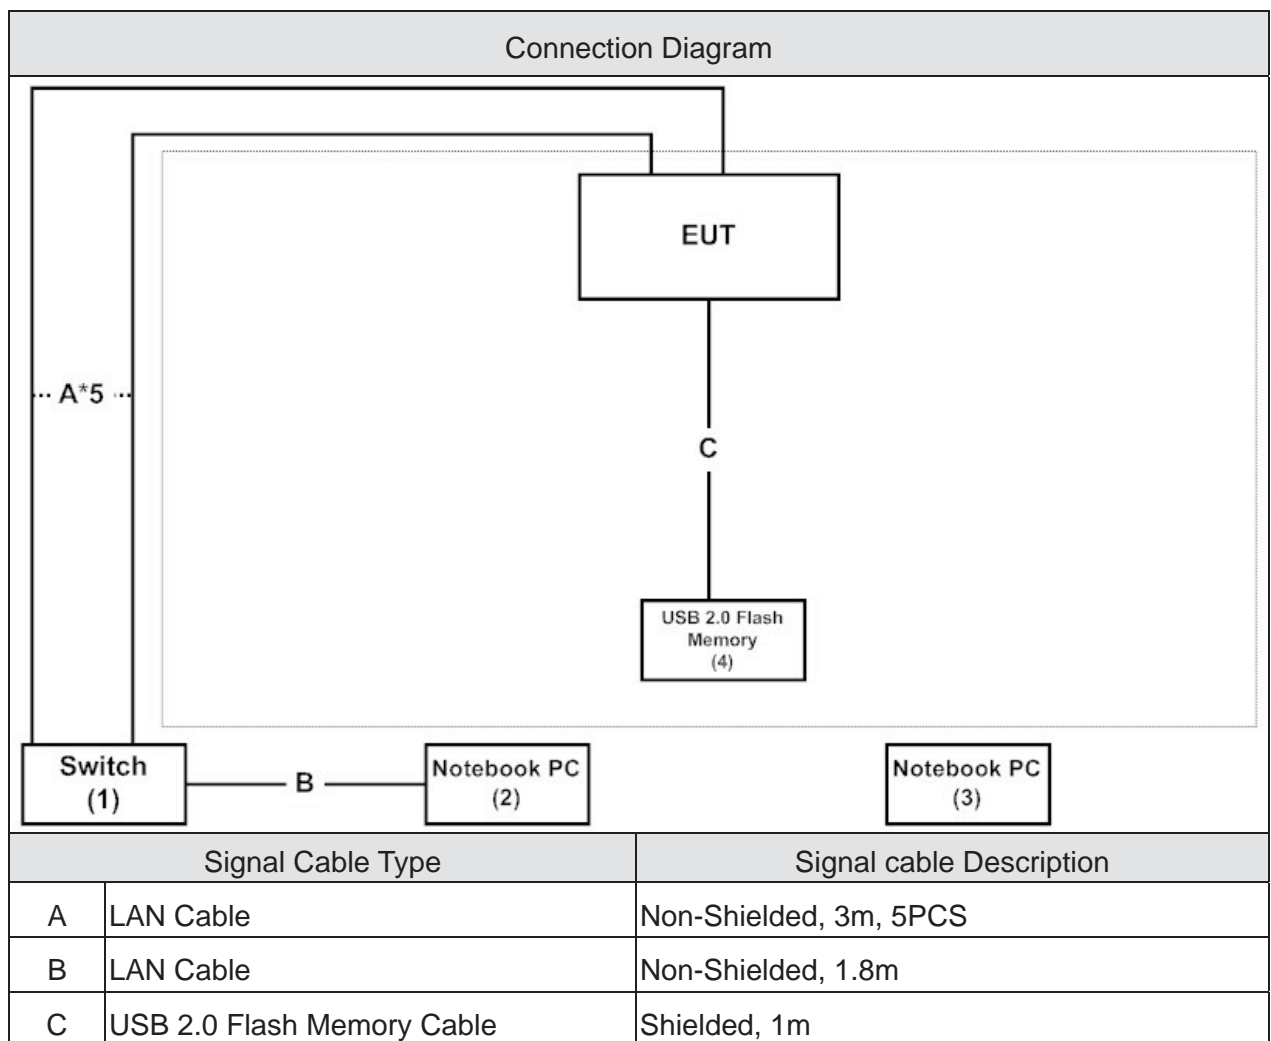 Connection Diagram
EUT
... A*5 ...
C
USB 2.0 Flash
Memory
(4)
Switch
(1)
B
Notebook PC
(2)
Notebook PC
(3)
Signal Cable Type Signal cable Description
A LAN Cable Non-Shielded, 3m, 5PCS
B LAN Cable Non-Shielded, 1.8m
C USB 2.0 Flash Memory Cable Shielded, 1m